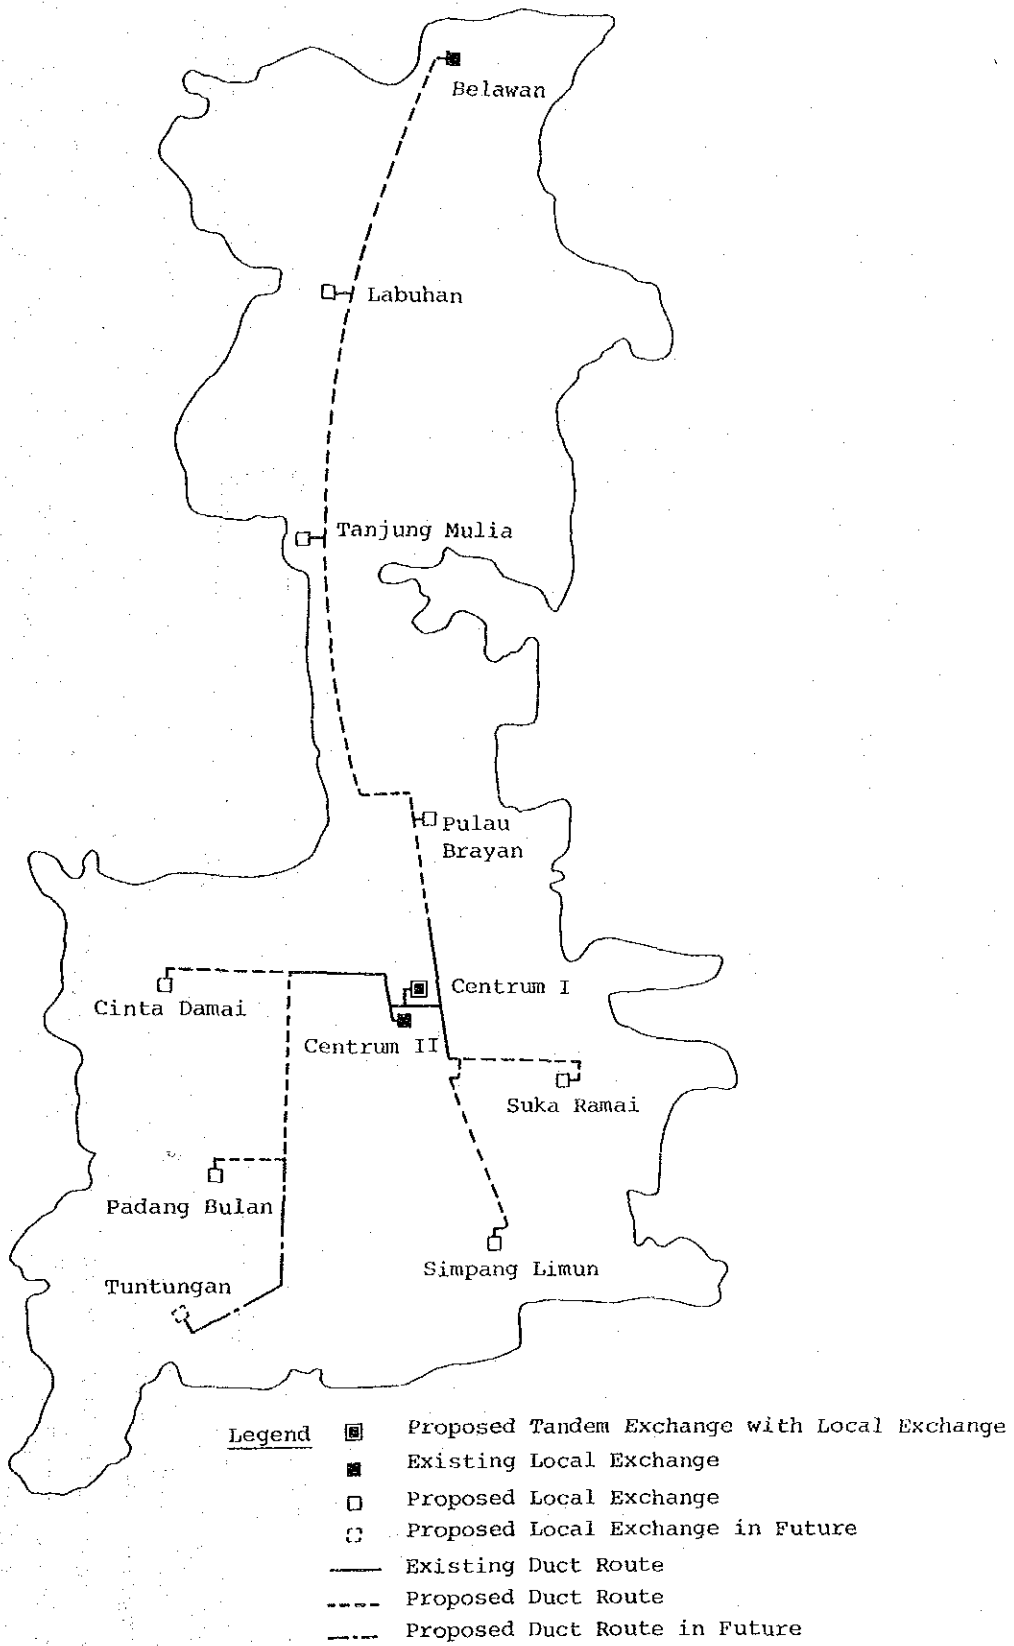 Belawan
Labuhan
Tanjung Mulia
Pulau
Brayan
Centrum I
Cinta Damai
Centrum II
Suka Ramai
Padang Bulan
Simpang Limun
Tuntungan
Legend
Proposed Tandem Exchange with Local Exchange
Existing Local Exchange
Proposed Local Exchange
Proposed Local Exchange in Future
Existing Duct Route
Proposed Duct Route
Proposed Duct Route in Future